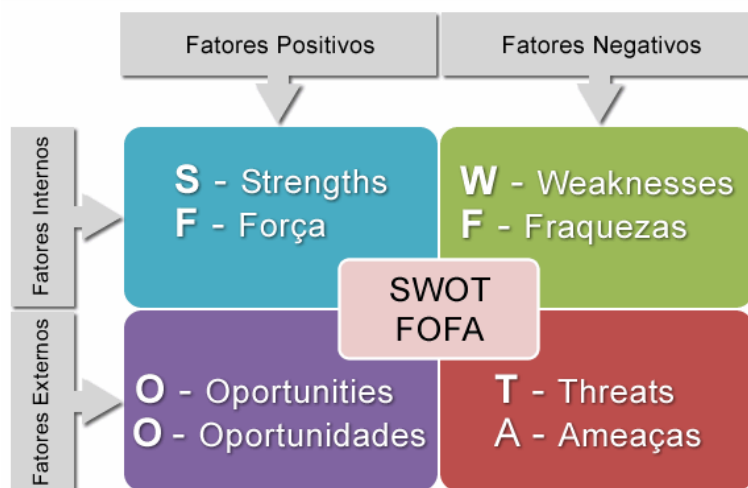 Fatores Positivos
Fatores Negativos
Fatores Internos
S - Strengths
F - Força
W - Weaknesses
F - Fraquezas
SWOT
FOFA
Fatores Externos
O - Oportunities
O - Oportunidades
T - Threats
A - Ameaças